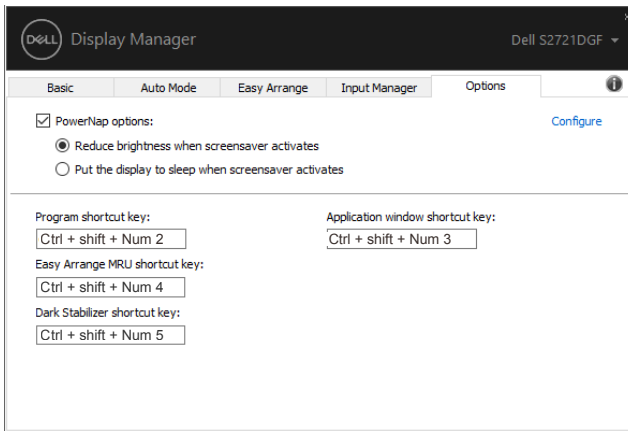 DELL Display Manager Dell S2721DGF
Basic Auto Mode Easy Arrange Input Manager Options
PowerNap options: Configure
Reduce brightness when screensaver activates
Put the display to sleep when screensaver activates
Program shortcut key: Application window shortcut key:
Ctrl + shift + Num 2 Ctrl + shift + Num 3
Easy Arrange MRU shortcut key:
Ctrl + shift + Num 4
Dark Stabilizer shortcut key:
Ctrl + shift + Num 5